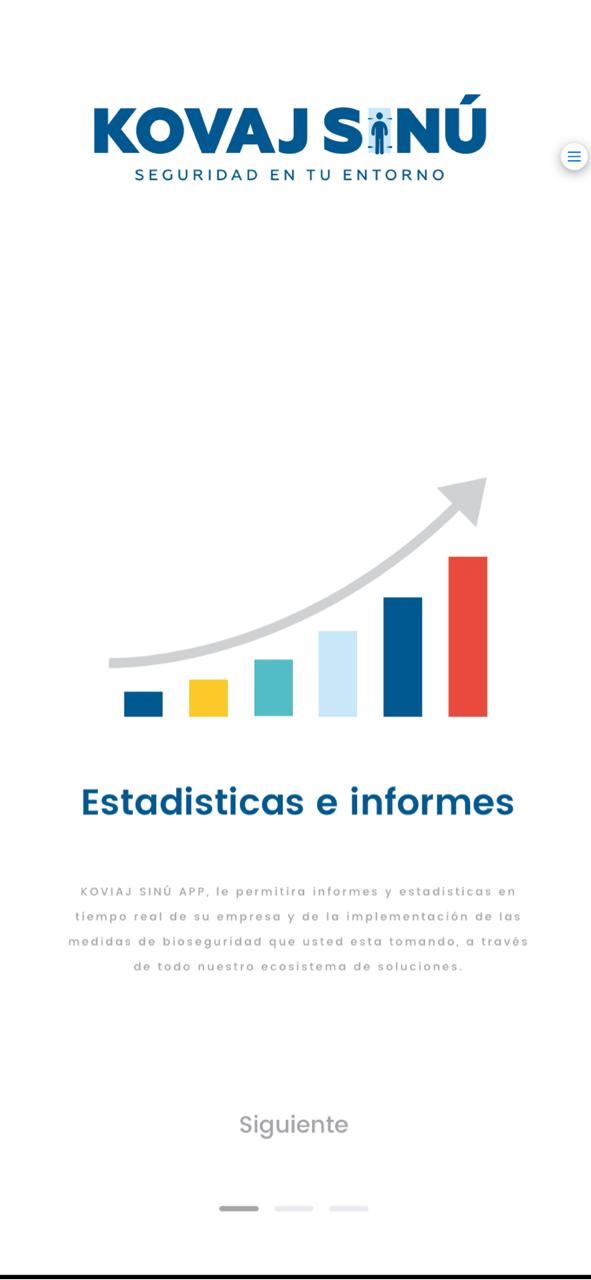 KOVAJ SINÚ
SEGURIDAD EN TU ENTORNO
Estadisticas e informes
KOVIAJ SINÚ APP, le permitira informes y estadisticas en
tiempo real de su empresa y de la implementación de las
medidas de bioseguridad que usted esta tomando, a través
de todo nuestro ecosistema de soluciones.
Siguiente